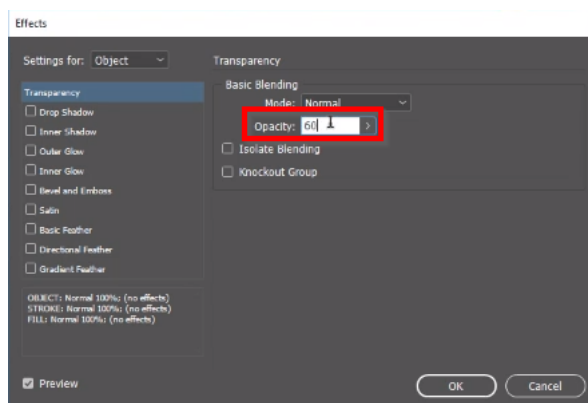 Effects
Settings for: Object
Transparency
Drop Shadow
Inner Shadow
Outer Glow
Inner Glow
Bevel and Emboss
Satin
Basic Feather
Directional Feather
Gradient Feather
OBJECT: Normal 100%; (no effects)
STROKE: Normal 100%; (no effects)
FILL: Normal 100%; (no effects)
Preview
Transparency
Basic Blending
Mode: Normal
Opacity: 60
Isolate Blending
Knockout Group
OK
Cancel